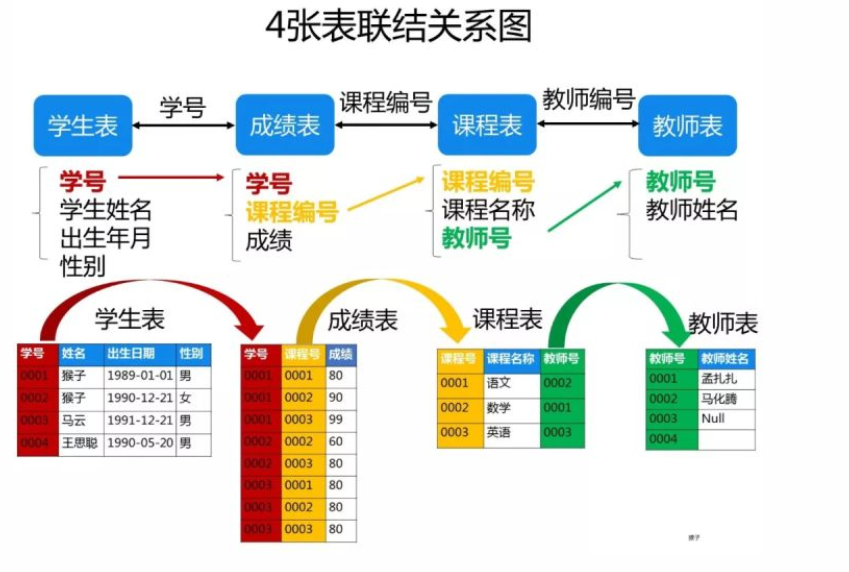 4张表联结关系图
学号
课程编号
教师编号
学生表
成绩表
课程表
教师表
学号
学生姓名
出生年月
性别
学号
课程编号
成绩
课程编号
课程名称
教师号
教师号
教师姓名
学生表
学号 姓名 出生日期 性别
0001 猴子 1989-01-01 男
0002 猴子 1990-12-21 女
0003 马云 1991-12-21 男
0004 王思聪 1990-05-20 男
成绩表
学号 课程号 成绩
0001 0001 80
0001 0002 90
0001 0003 99
0002 0002 60
0002 0003 80
0003 0001 80
0003 0002 80
0003 0003 80
课程表
课程号 课程名称 教师号
0001 语文 0002
0002 数学 0001
0003 英语 0003
教师表
教师号 教师姓名
0001 孟扎扎
0002 马化腾
0003 Null
0004
猴子